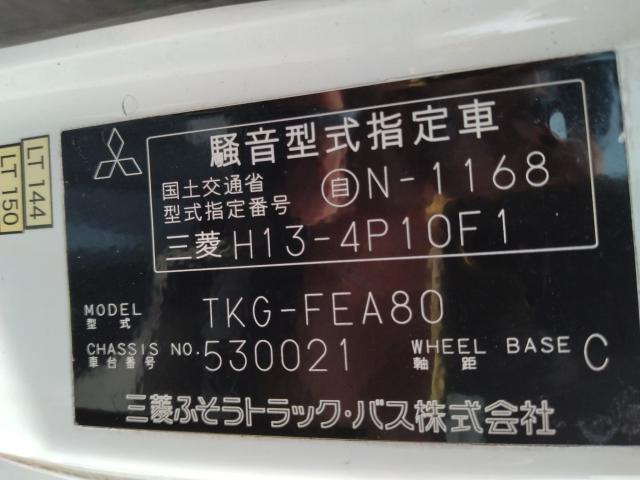 騒音型式指定車
国土交通省
型式指定番号 自N-1168
三菱 H13-4P10F1
MODEL TKG-FEA80
型式
CHASSIS NO. 530021 WHEEL BASE C
車台番号 軸距
三菱ふそうトラック・バス株式会社
LT 144
LT 150